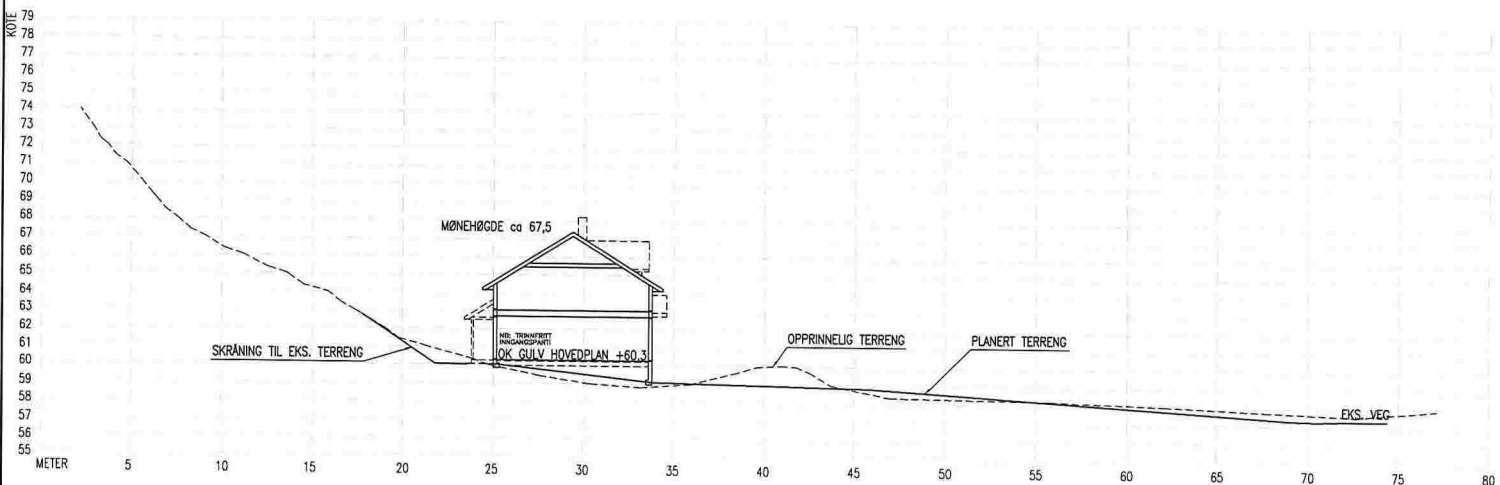 KOTE
79
78
77
76
75
74
73
72
71
70
69
68
67
66
65
64
63
62
61
60
59
58
57
56
55
MØNEHØGDE ca 67,5
NB: TRINNFRITT
INNGANGSPARTI
OK GULV HOVEDPLAN +60,3
SKRÅNING TIL EKS. TERRENG
OPPRINNELIG TERRENG
PLANERT TERRENG
EKS. VEG
METER 5 10 15 20 25 30 35 40 45 50 55 60 65 70 75 80